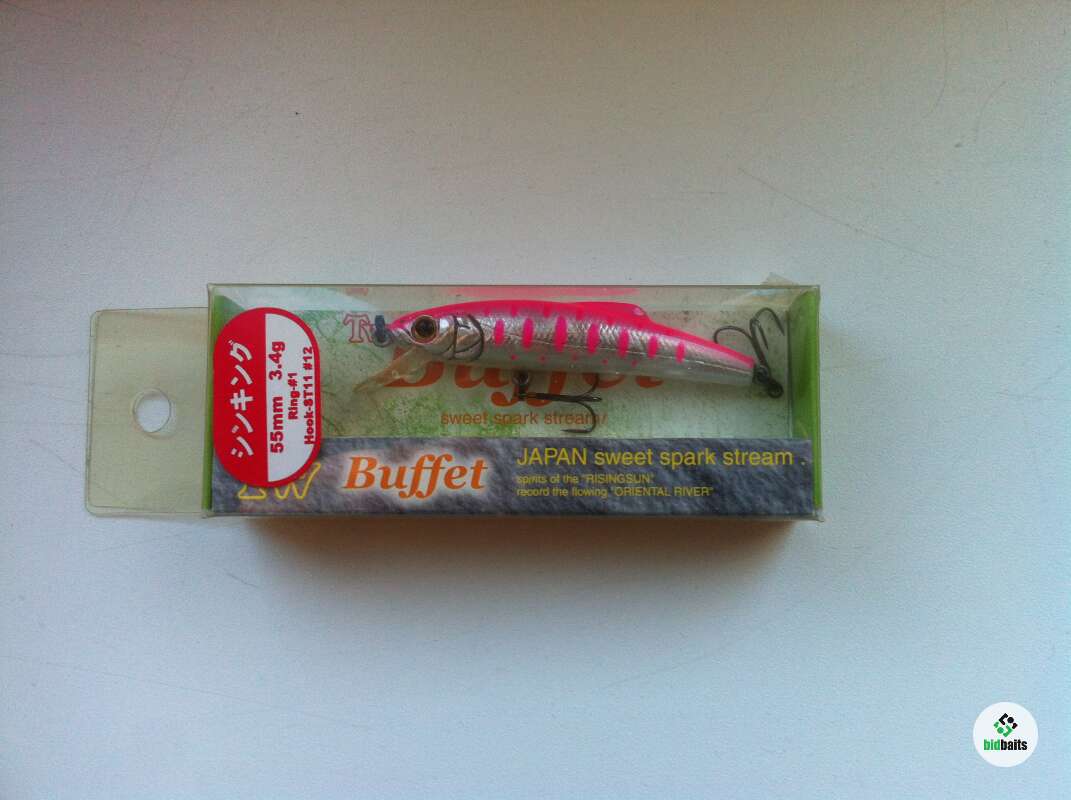 シンキング
55mm 3.4g
Ring-#1
Hook-ST11 #12
Buffet
sweet spark stream/
Buffet
JAPAN sweet spark stream .
spirits of the "RISINGSUN"
record the flowing "ORIENTAL RIVER"
bidbaits